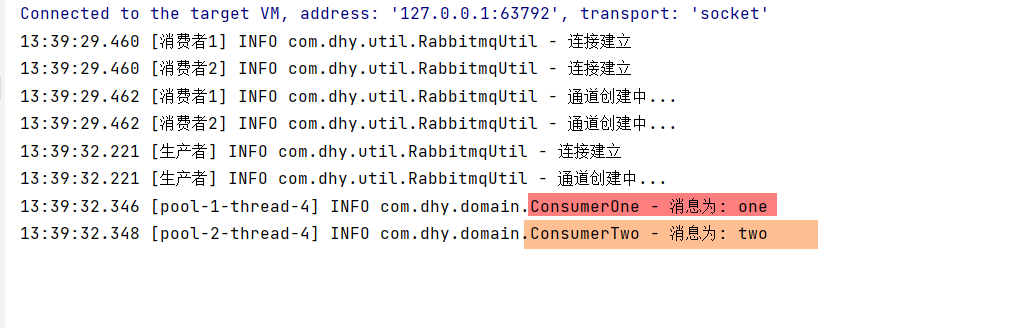 Connected to the target VM, address: '127.0.0.1:63792', transport: 'socket'
13:39:29.460 [消费者1] INFO com.dhy.util.RabbitmqUtil - 连接建立
13:39:29.460 [消费者2] INFO com.dhy.util.RabbitmqUtil - 连接建立
13:39:29.462 [消费者1] INFO com.dhy.util.RabbitmqUtil - 通道创建中...
13:39:29.462 [消费者2] INFO com.dhy.util.RabbitmqUtil - 通道创建中...
13:39:32.221 [生产者] INFO com.dhy.util.RabbitmqUtil - 连接建立
13:39:32.221 [生产者] INFO com.dhy.util.RabbitmqUtil - 通道创建中...
13:39:32.346 [pool-1-thread-4] INFO com.dhy.domain.ConsumerOne - 消息为: one
13:39:32.348 [pool-2-thread-4] INFO com.dhy.domain.ConsumerTwo - 消息为: two